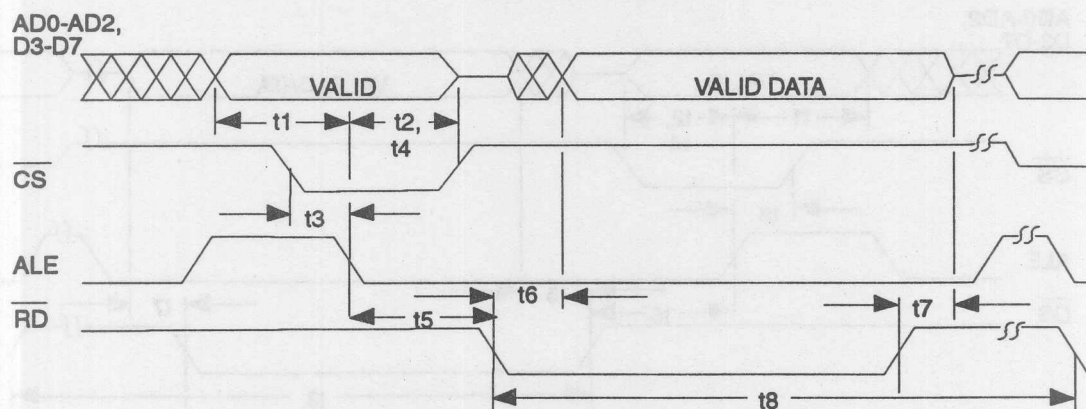 AD0-AD2,
D3-D7
VALID
VALID DATA
t1
t2,
t4
CS
t3
ALE
t6
t7
RD
t5
t8